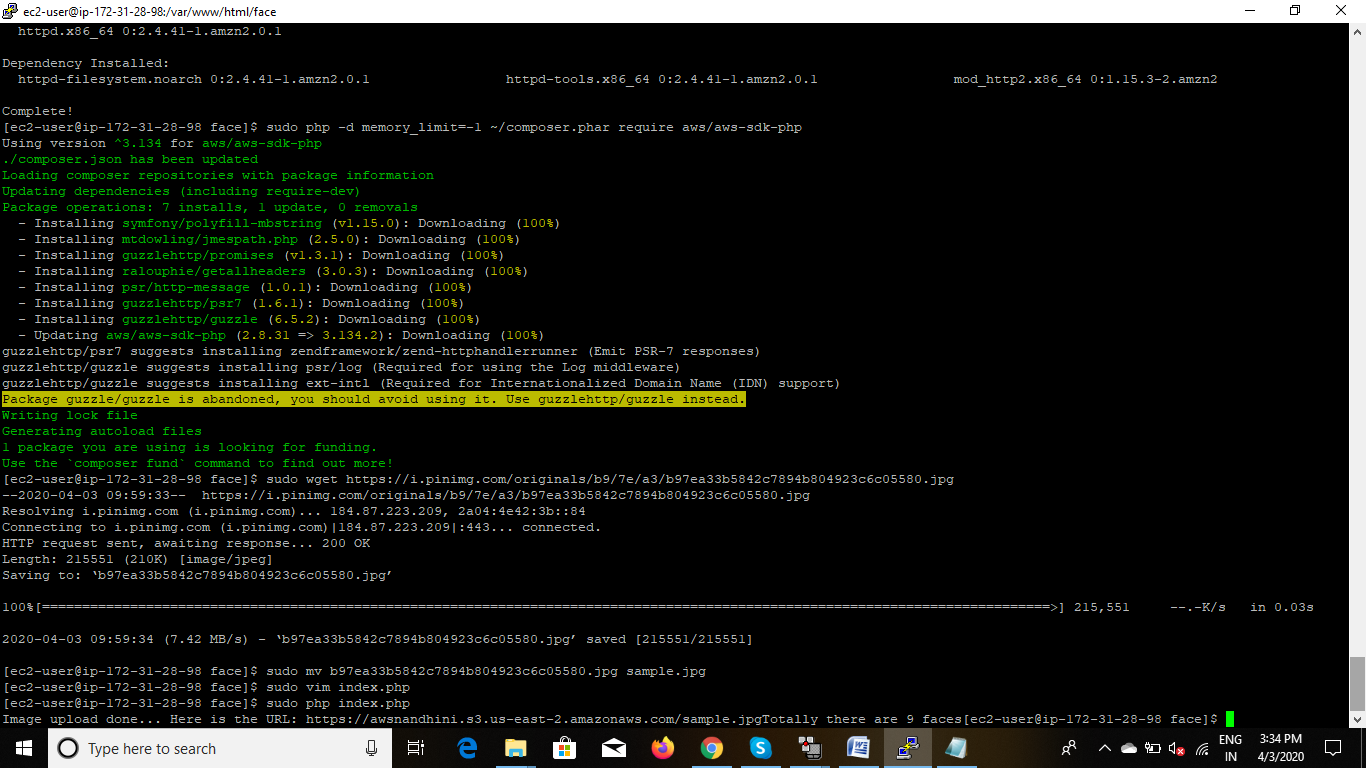 ec2-user@ip-172-31-28-98:/var/www/html/face
httpd.x86_64 0:2.4.41-1.amzn2.0.1
Dependency Installed:
httpd-filesystem.noarch 0:2.4.41-1.amzn2.0.1 httpd-tools.x86_64 0:2.4.41-1.amzn2.0.1 mod_http2.x86_64 0:1.15.3-2.amzn2
Complete!
[ec2-user@ip-172-31-28-98 face]$ sudo php -d memory_limit=-1 ~/composer.phar require aws/aws-sdk-php
Using version ^3.134 for aws/aws-sdk-php
./composer.json has been updated
Loading composer repositories with package information
Updating dependencies (including require-dev)
Package operations: 7 installs, 1 update, 0 removals
- Installing symfony/polyfill-mbstring (v1.15.0): Downloading (100%)
- Installing mtdowling/jmespath.php (2.5.0): Downloading (100%)
- Installing guzzlehttp/promises (v1.3.1): Downloading (100%)
- Installing ralouphie/getallheaders (3.0.3): Downloading (100%)
- Installing psr/http-message (1.0.1): Downloading (100%)
- Installing guzzlehttp/psr7 (1.6.1): Downloading (100%)
- Installing guzzlehttp/guzzle (6.5.2): Downloading (100%)
- Updating aws/aws-sdk-php (2.8.31 => 3.134.2): Downloading (100%)
guzzlehttp/psr7 suggests installing zendframework/zend-httphandlerrunner (Emit PSR-7 responses)
guzzlehttp/guzzle suggests installing psr/log (Required for using the Log middleware)
guzzlehttp/guzzle suggests installing ext-intl (Required for Internationalized Domain Name (IDN) support)
Package guzzle/guzzle is abandoned, you should avoid using it. Use guzzlehttp/guzzle instead.
Writing lock file
Generating autoload files
1 package you are using is looking for funding.
Use the `composer fund` command to find out more!
[ec2-user@ip-172-31-28-98 face]$ sudo wget https://i.pinimg.com/originals/b9/7e/a3/b97ea33b5842c7894b804923c6c05580.jpg
--2020-04-03 09:59:33--  https://i.pinimg.com/originals/b9/7e/a3/b97ea33b5842c7894b804923c6c05580.jpg
Resolving i.pinimg.com (i.pinimg.com)... 184.87.223.209, 2a04:4e42:3b::84
Connecting to i.pinimg.com (i.pinimg.com)|184.87.223.209|:443... connected.
HTTP request sent, awaiting response... 200 OK
Length: 215551 (210K) [image/jpeg]
Saving to: ‘b97ea33b5842c7894b804923c6c05580.jpg’
100%[==============================================================================================================================>] 215,551 --.-K/s in 0.03s
2020-04-03 09:59:34 (7.42 MB/s) - ‘b97ea33b5842c7894b804923c6c05580.jpg’ saved [215551/215551]
[ec2-user@ip-172-31-28-98 face]$ sudo mv b97ea33b5842c7894b804923c6c05580.jpg sample.jpg
[ec2-user@ip-172-31-28-98 face]$ sudo vim index.php
[ec2-user@ip-172-31-28-98 face]$ sudo php index.php
Image upload done... Here is the URL: https://awsnandhini.s3.us-east-2.amazonaws.com/sample.jpgTotally there are 9 faces[ec2-user@ip-172-31-28-98 face]$
Type here to search
ENG
IN
3:34 PM
4/3/2020